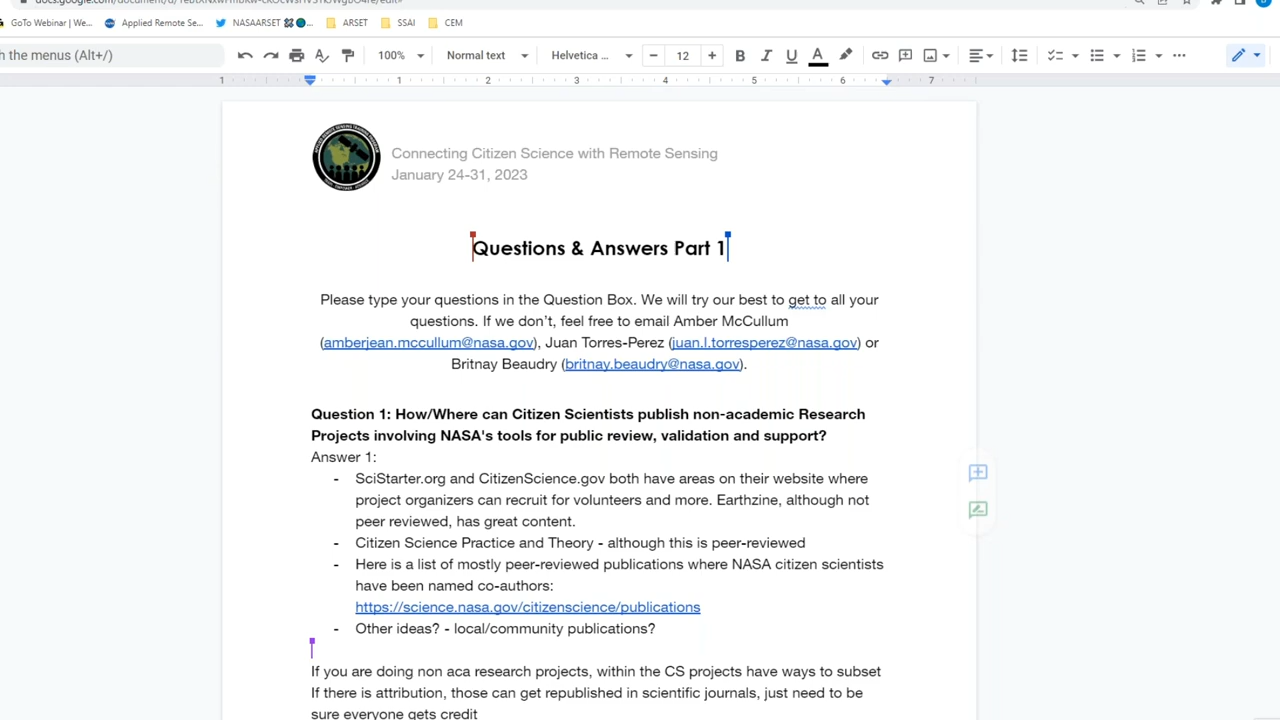 GoTo Webinar | We...
Applied Remote Se...
NASAARSET
ARSET
SSAI
CEM
h the menus (Alt+/)
100%
Normal text
Helvetica ...
12
B I U A
1 1 2 3 4 5 6 7
Connecting Citizen Science with Remote Sensing
January 24-31, 2023
Questions & Answers Part 1
Please type your questions in the Question Box. We will try our best to get to all your
questions. If we don't, feel free to email Amber McCullum
(amberjean.mccullum@nasa.gov), Juan Torres-Perez (juan.l.torresperez@nasa.gov) or
Britnay Beaudry (britnay.beaudry@nasa.gov).
Question 1: How/Where can Citizen Scientists publish non-academic Research
Projects involving NASA's tools for public review, validation and support?
Answer 1:
- SciStarter.org and CitizenScience.gov both have areas on their website where
project organizers can recruit for volunteers and more. Earthzine, although not
peer reviewed, has great content.
- Citizen Science Practice and Theory - although this is peer-reviewed
- Here is a list of mostly peer-reviewed publications where NASA citizen scientists
have been named co-authors:
https://science.nasa.gov/citizenscience/publications
- Other ideas? - local/community publications?
If you are doing non aca research projects, within the CS projects have ways to subset
If there is attribution, those can get republished in scientific journals, just need to be
sure everyone gets credit